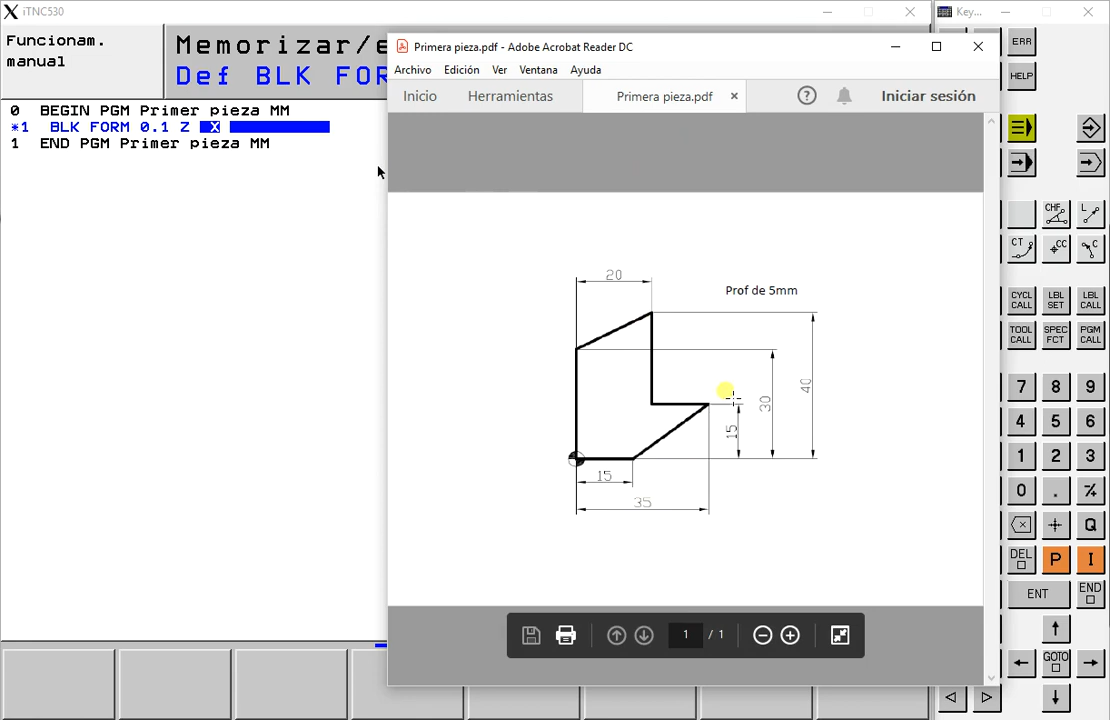 iTNC530
Key...
Funcionam.
manual
Memorizar/e
Def BLK FOR
0 BEGIN PGM Primer pieza MM
*1 BLK FORM 0.1 Z X
1 END PGM Primer pieza MM
Primera pieza.pdf - Adobe Acrobat Reader DC
Archivo Edición Ver Ventana Ayuda
Inicio Herramientas Primera pieza.pdf × ? Iniciar sesión
20
Prof de 5mm
40
30
15
15
35
1 / 1
ERR
HELP
CHF L
CT CC C
CYCL CALL
LBL SET
LBL CALL
TOOL CALL
SPEC FCT
PGM CALL
7 8 9
4 5 6
1 2 3
0 .
Q
DEL P I
ENT END
GOTO